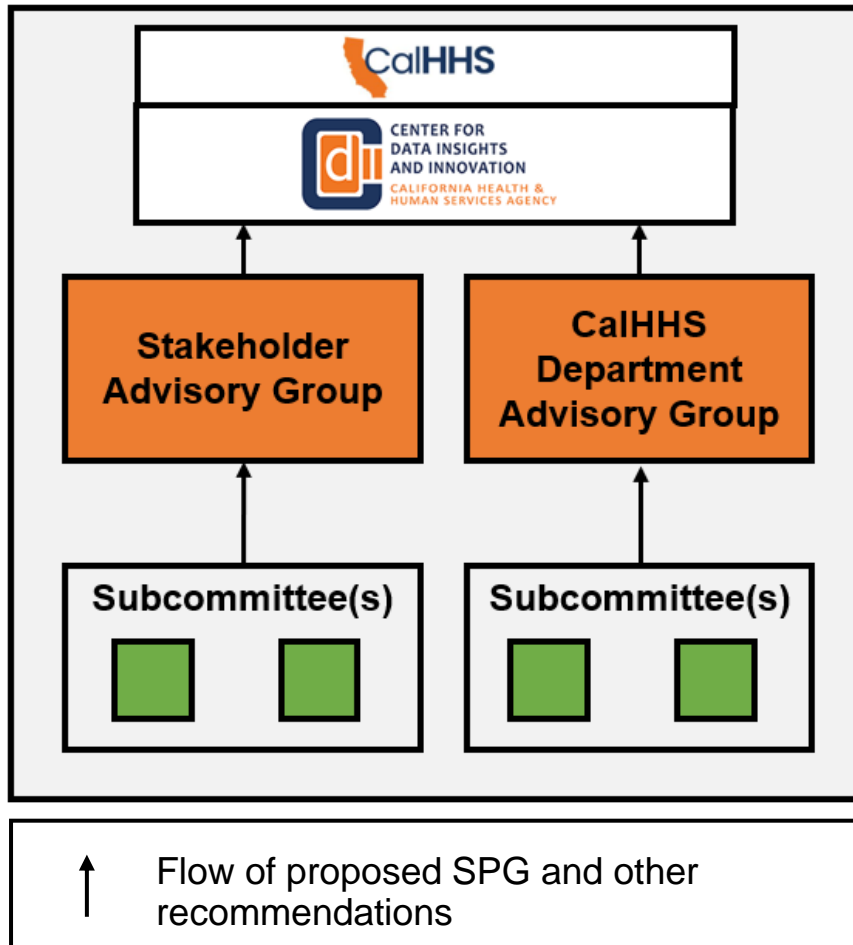 CalHHS
CENTER FOR
DATA INSIGHTS
AND INNOVATION
CALIFORNIA HEALTH &
HUMAN SERVICES AGENCY
Stakeholder
Advisory Group
CalHHS
Department
Advisory Group
Subcommittee(s)
Subcommittee(s)
Flow of proposed SPG and other
recommendations